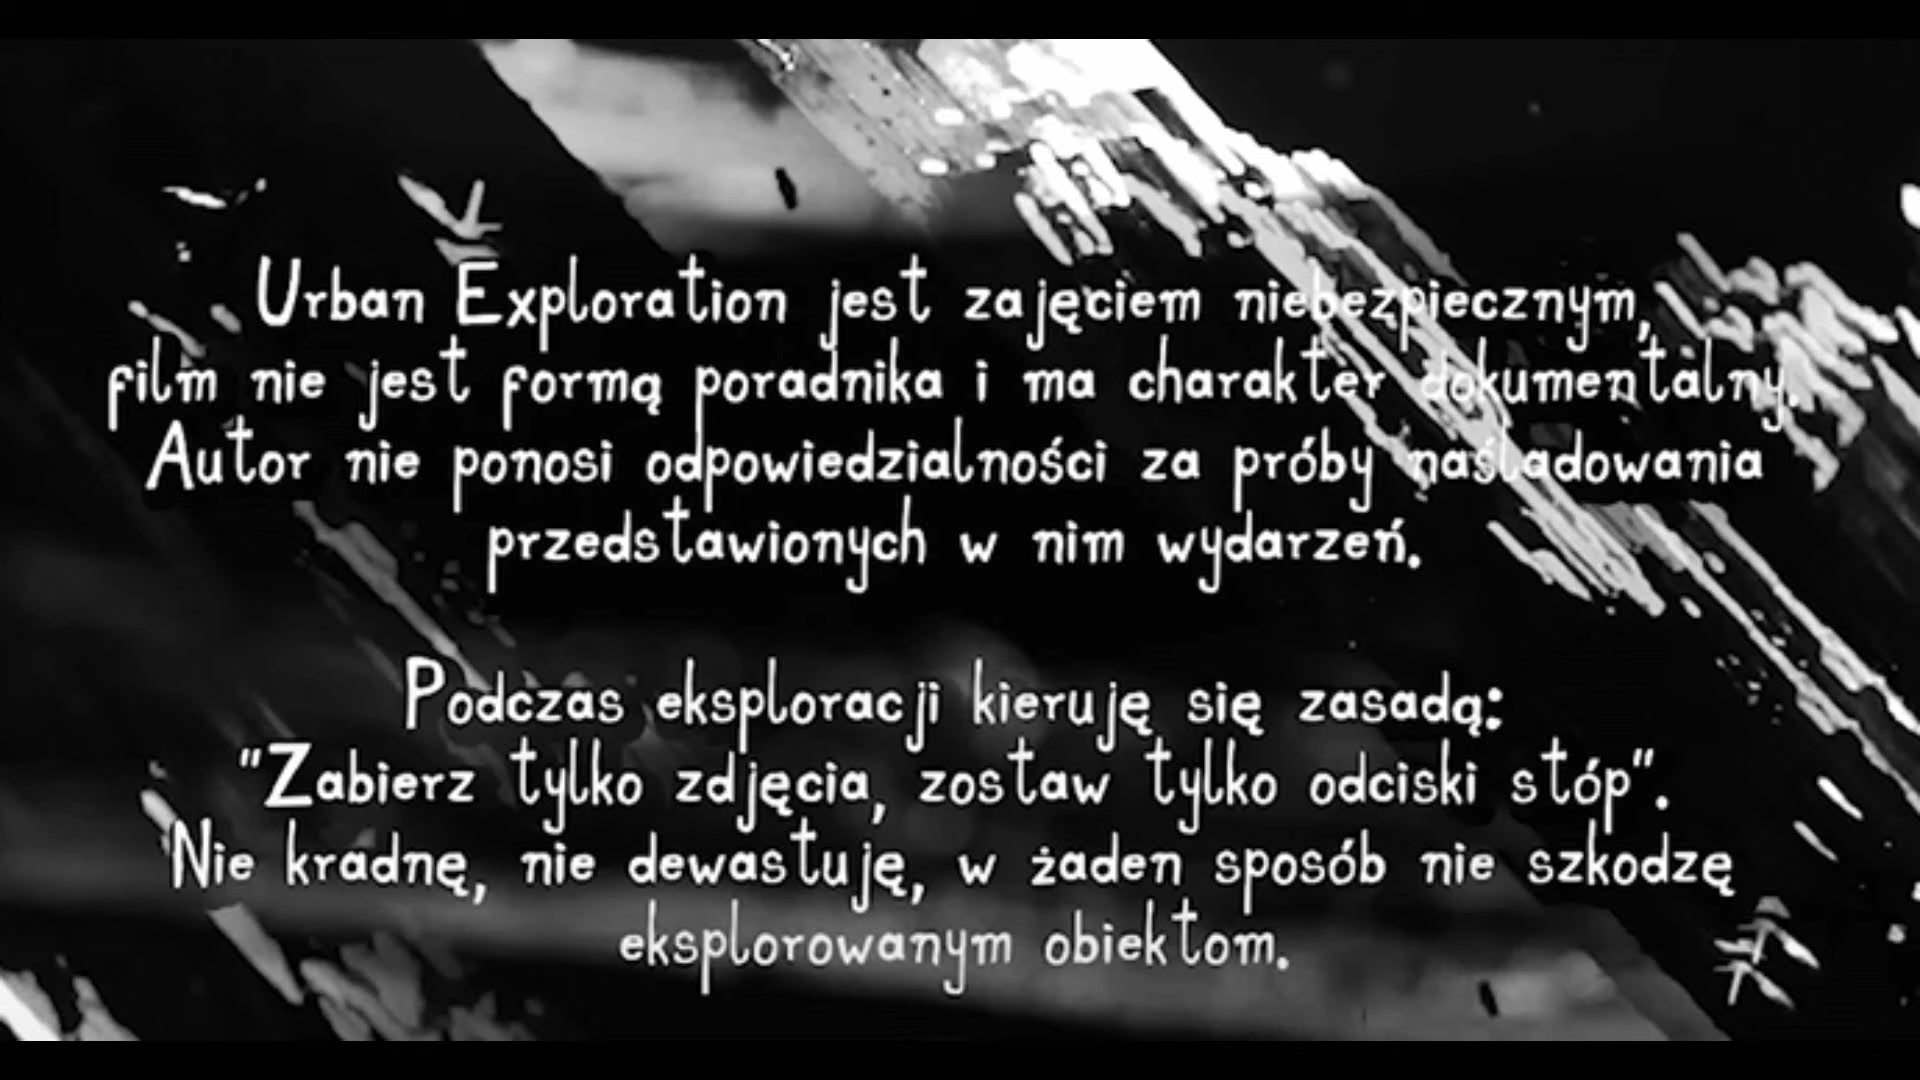 Urban Exploration jest zajęciem niebezpiecznym,
film nie jest formą poradnika i ma charakter dokumentalny.
Autor nie ponosi odpowiedzialności za próby naśladowania
przedstawionych w nim wydarzeń.
Podczas eksploracji kieruję się zasadą:
"Zabierz tylko zdjęcia, zostaw tylko odciski stóp".
Nie kradnę, nie dewastuję, w żaden sposób nie szkodzę
eksplorowanym obiektom.